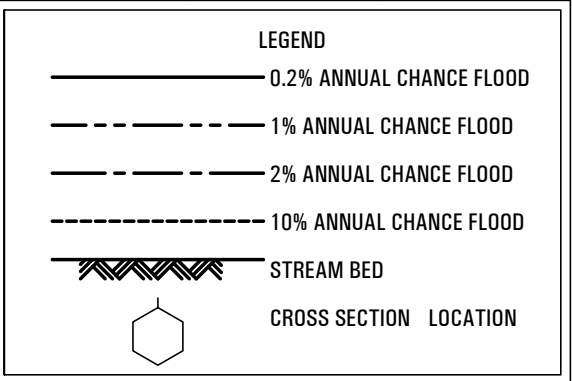 LEGEND
0.2% ANNUAL CHANCE FLOOD
1% ANNUAL CHANCE FLOOD
2% ANNUAL CHANCE FLOOD
10% ANNUAL CHANCE FLOOD
STREAM BED
CROSS SECTION LOCATION